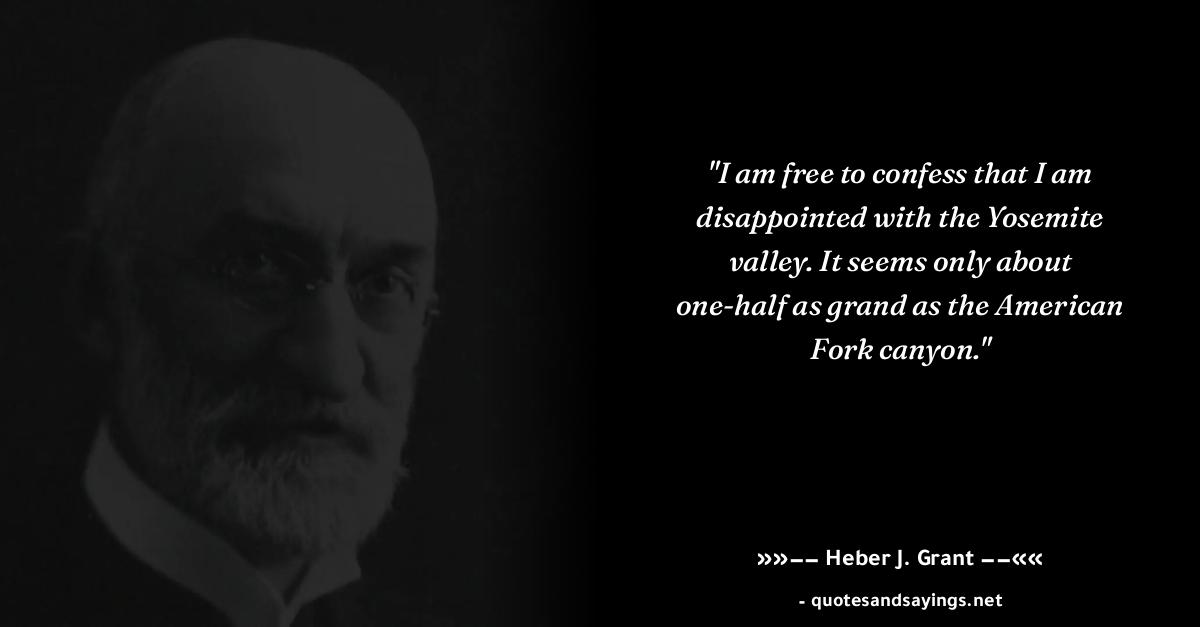 "I am free to confess that I am
disappointed with the Yosemite
valley. It seems only about
one-half as grand as the American
Fork canyon."
»»–– Heber J. Grant ––««
- quotesandsayings.net